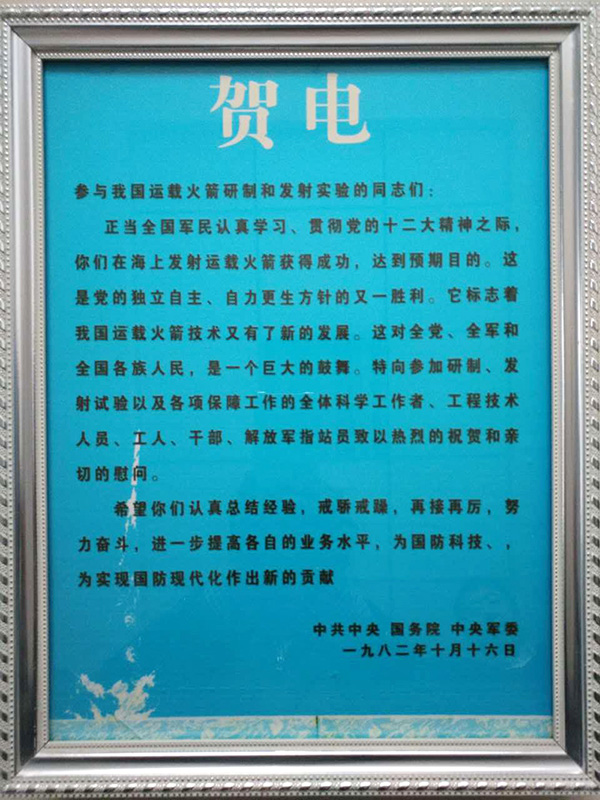 贺电
参与我国运载火箭研制和发射实验的同志们：
正当全国军民认真学习、贯彻党的十二大精神之际，
你们在海上发射运载火箭获得成功，达到预期目的。这
是党的独立自主、自力更生方针的又一胜利。它标志着
我国运载火箭技术又有了新的发展。这对全党、全军和
全国各族人民，是一个巨大的鼓舞。特向参加研制、发
射试验以及各项保障工作的全体科学工作者、工程技术
人员、工人、干部、解放军指站员致以热烈的祝贺和亲
切的慰问。
希望你们认真总结经验，戒骄戒躁，再接再厉，努
力奋斗，进一步提高各自的业务水平，为国防科技、，
为实现国防现代化作出新的贡献
中共中央 国务院 中央军委
一九八二年十月十六日